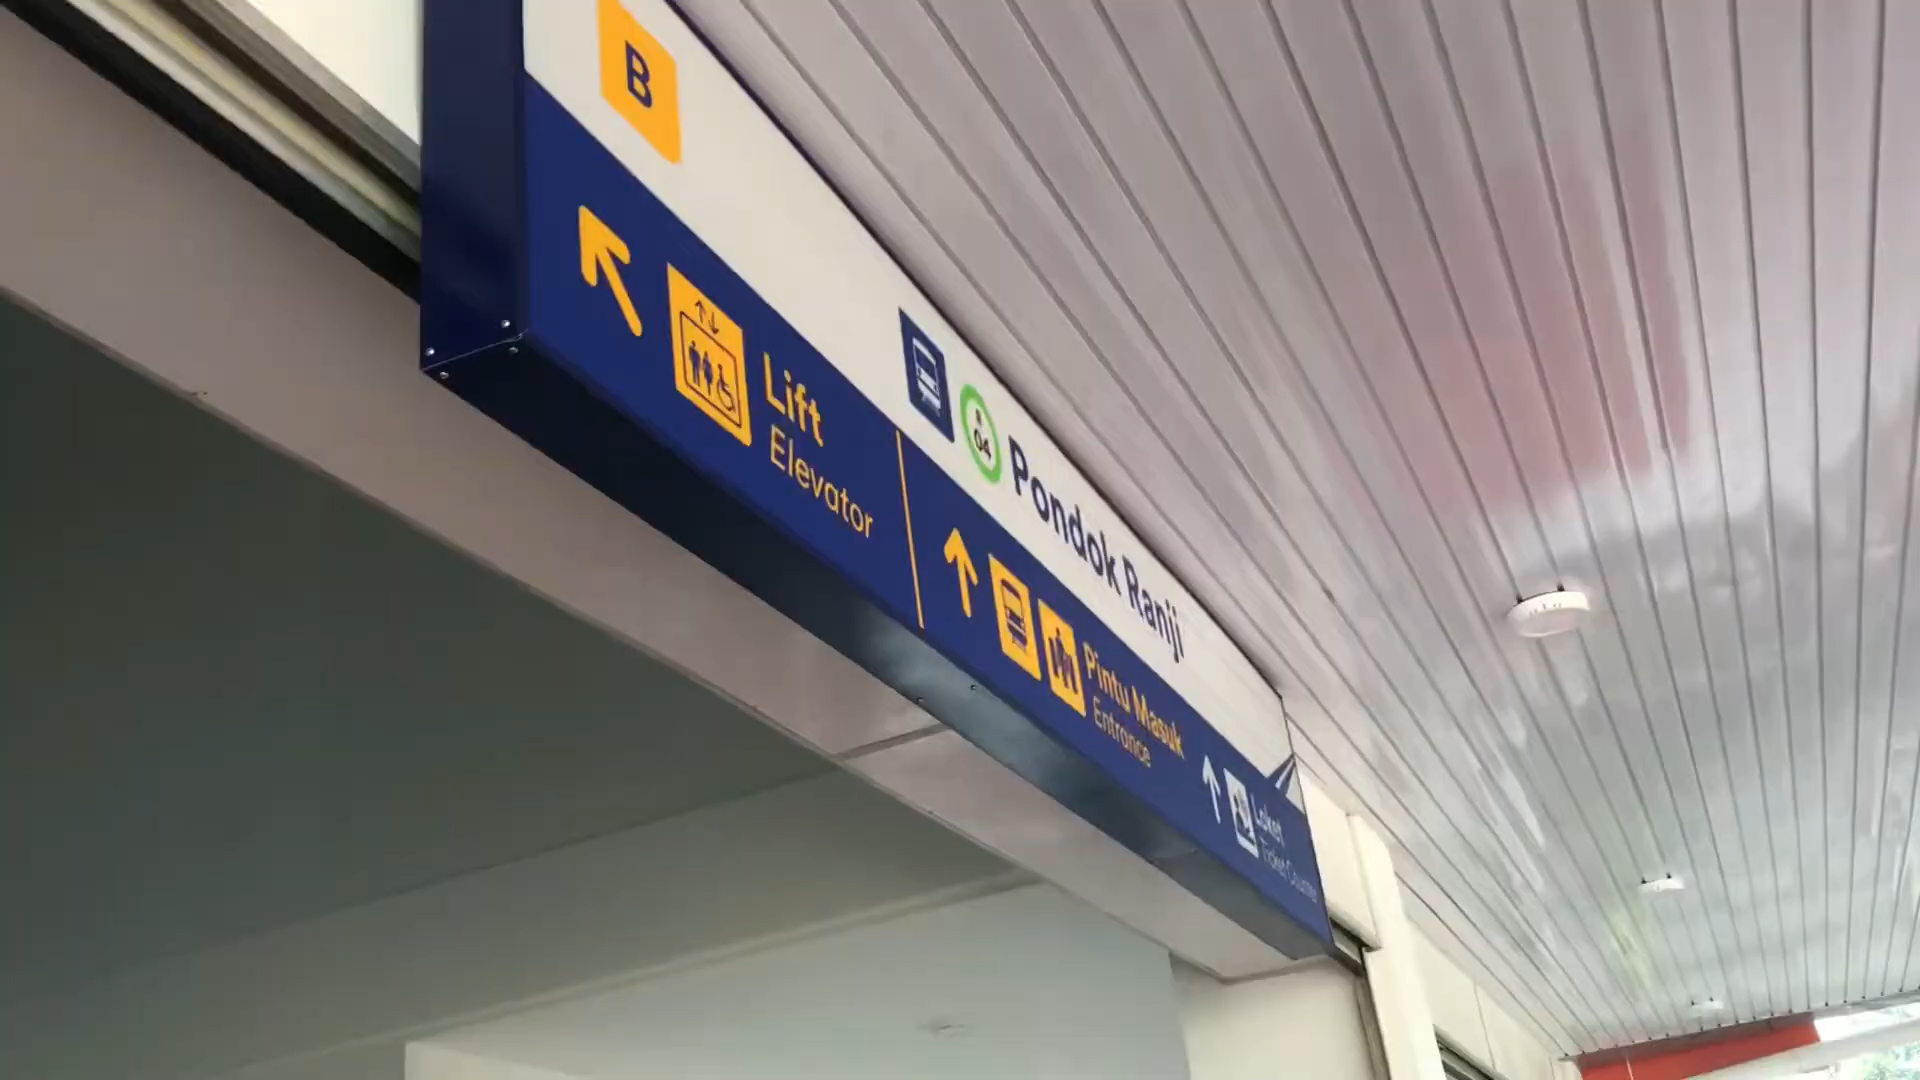 B
R
04
Pondok Ranji
Lift
Elevator
Pintu Masuk
Entrance
Loket
Ticket Counter